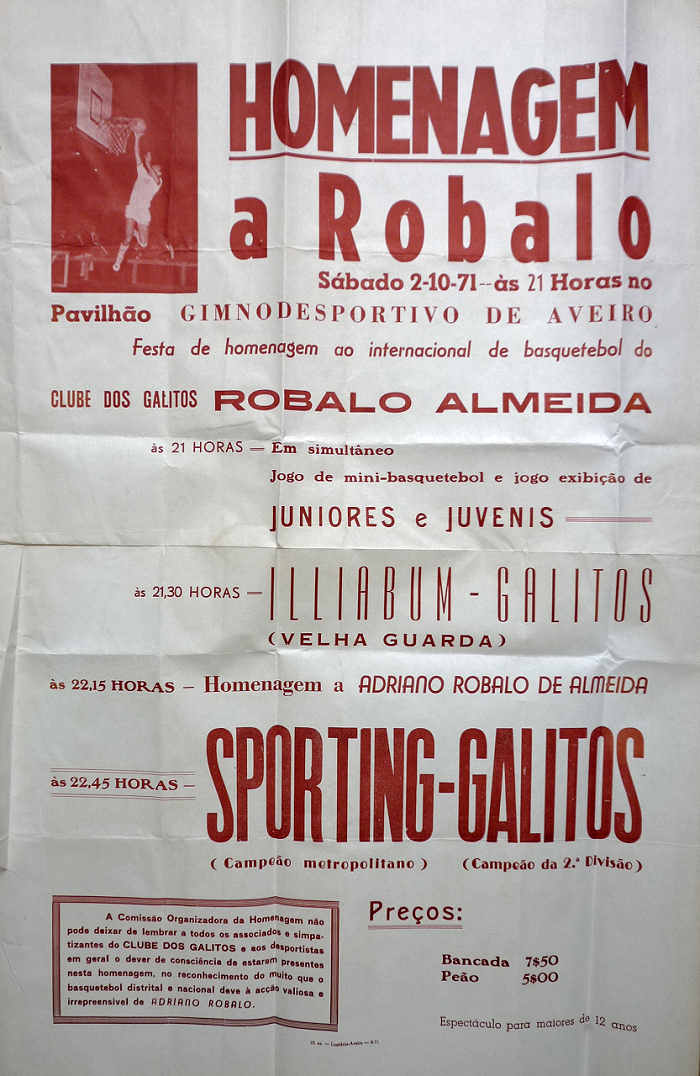 HOMENAGEM
a Robalo
Sábado 2-10-71--às 21 Horas no
Pavilhão GIMNODESPORTIVO DE AVEIRO
Festa de homenagem ao internacional de basquetebol do
CLUBE DOS GALITOS ROBALO ALMEIDA
às 21 HORAS — Em simultâneo
Jogo de mini-basquetebol e jogo exibição de
JUNIORES e JUVENIS
às 21,30 HORAS — ILLIABUM - GALITOS
(VELHA GUARDA)
às 22,15 HORAS — Homenagem a ADRIANO ROBALO DE ALMEIDA
às 22,45 HORAS — SPORTING-GALITOS
(Campeão metropolitano) (Campeão da 2.ª Divisão)
A Comissão Organizadora da Homenagem não
pode deixar de lembrar a todos os associados e simpa-
tizantes do CLUBE DOS GALITOS e aos desportistas
em geral o dever de consciência de estarem presentes
nesta homenagem, no reconhecimento do muito que o
basquetebol distrital e nacional deve à acção valiosa e
irrepreensível de ADRIANO ROBALO.
Preços:
Bancada 7$50
Peão 5$00
Espectáculo para maiores de 12 anos